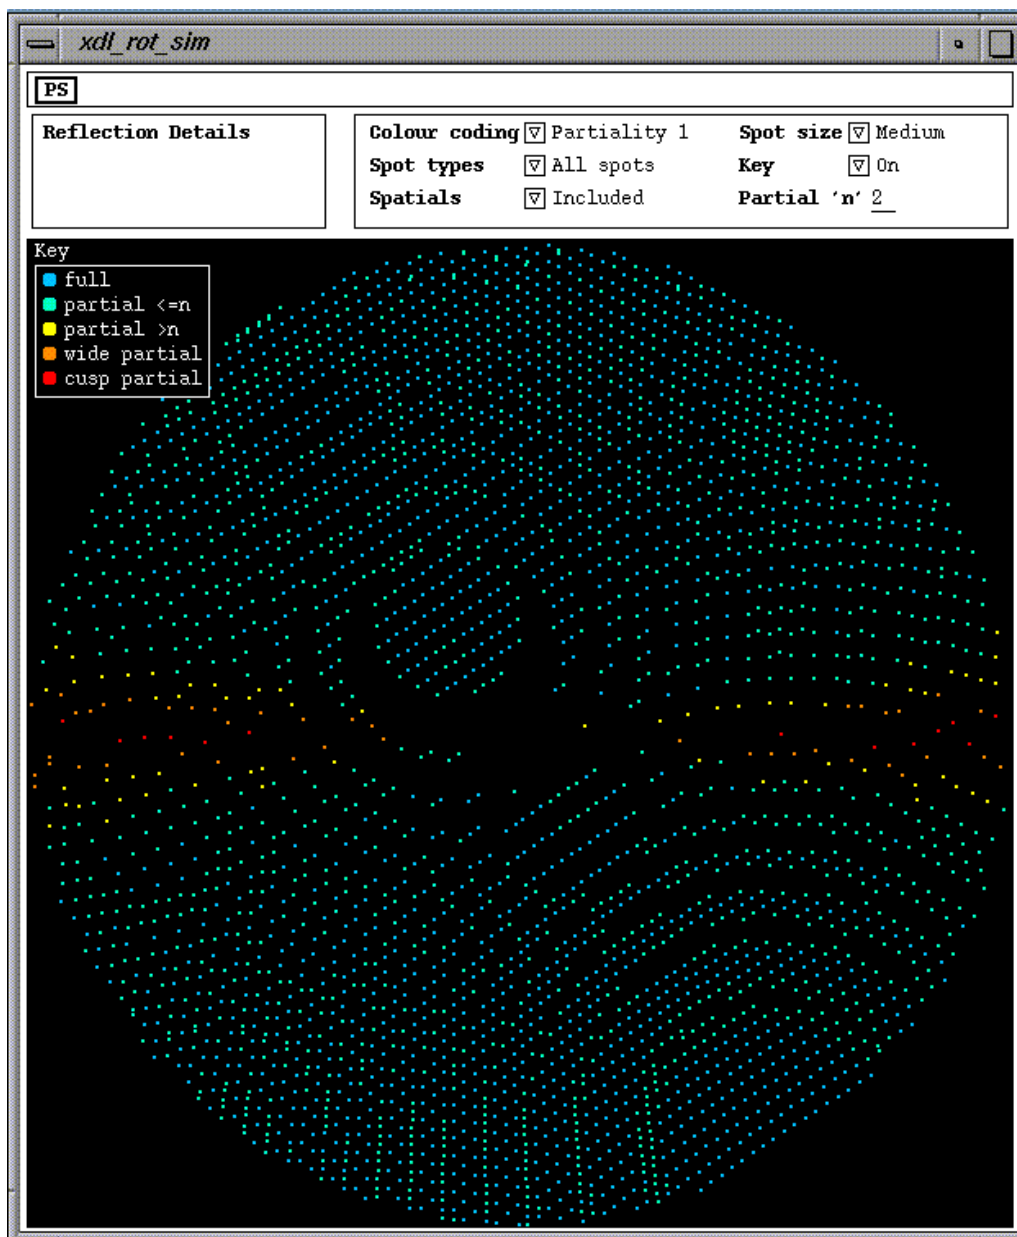 xdl_rot_sim
PS
Reflection Details
Colour coding ▽ Partiality 1 Spot size ▽ Medium
Spot types ▽ All spots Key ▽ On
Spatials ▽ Included Partial 'n' 2
Key
full
partial <=n
partial >n
wide partial
cusp partial